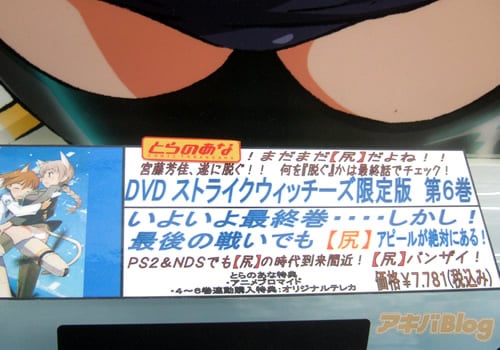 とらのあな
！まだまだ【尻】だよね！！
宮藤芳佳、遂に脱ぐ！！ 何を『脱ぐ』かは最終話でチェック！
DVD ストライクウィッチーズ限定版 第6巻
いよいよ最終巻・・・・しかし！
最後の戦いでも【尻】アピールが絶対にある！
PS2&NDSでも【尻】の時代到来間近！【尻】バンザイ！
とらのあな特典
・アニメブロマイド
・4～6巻連動購入特典：オリジナルテレカ
価格￥7,781(税込み)
アキバBlog